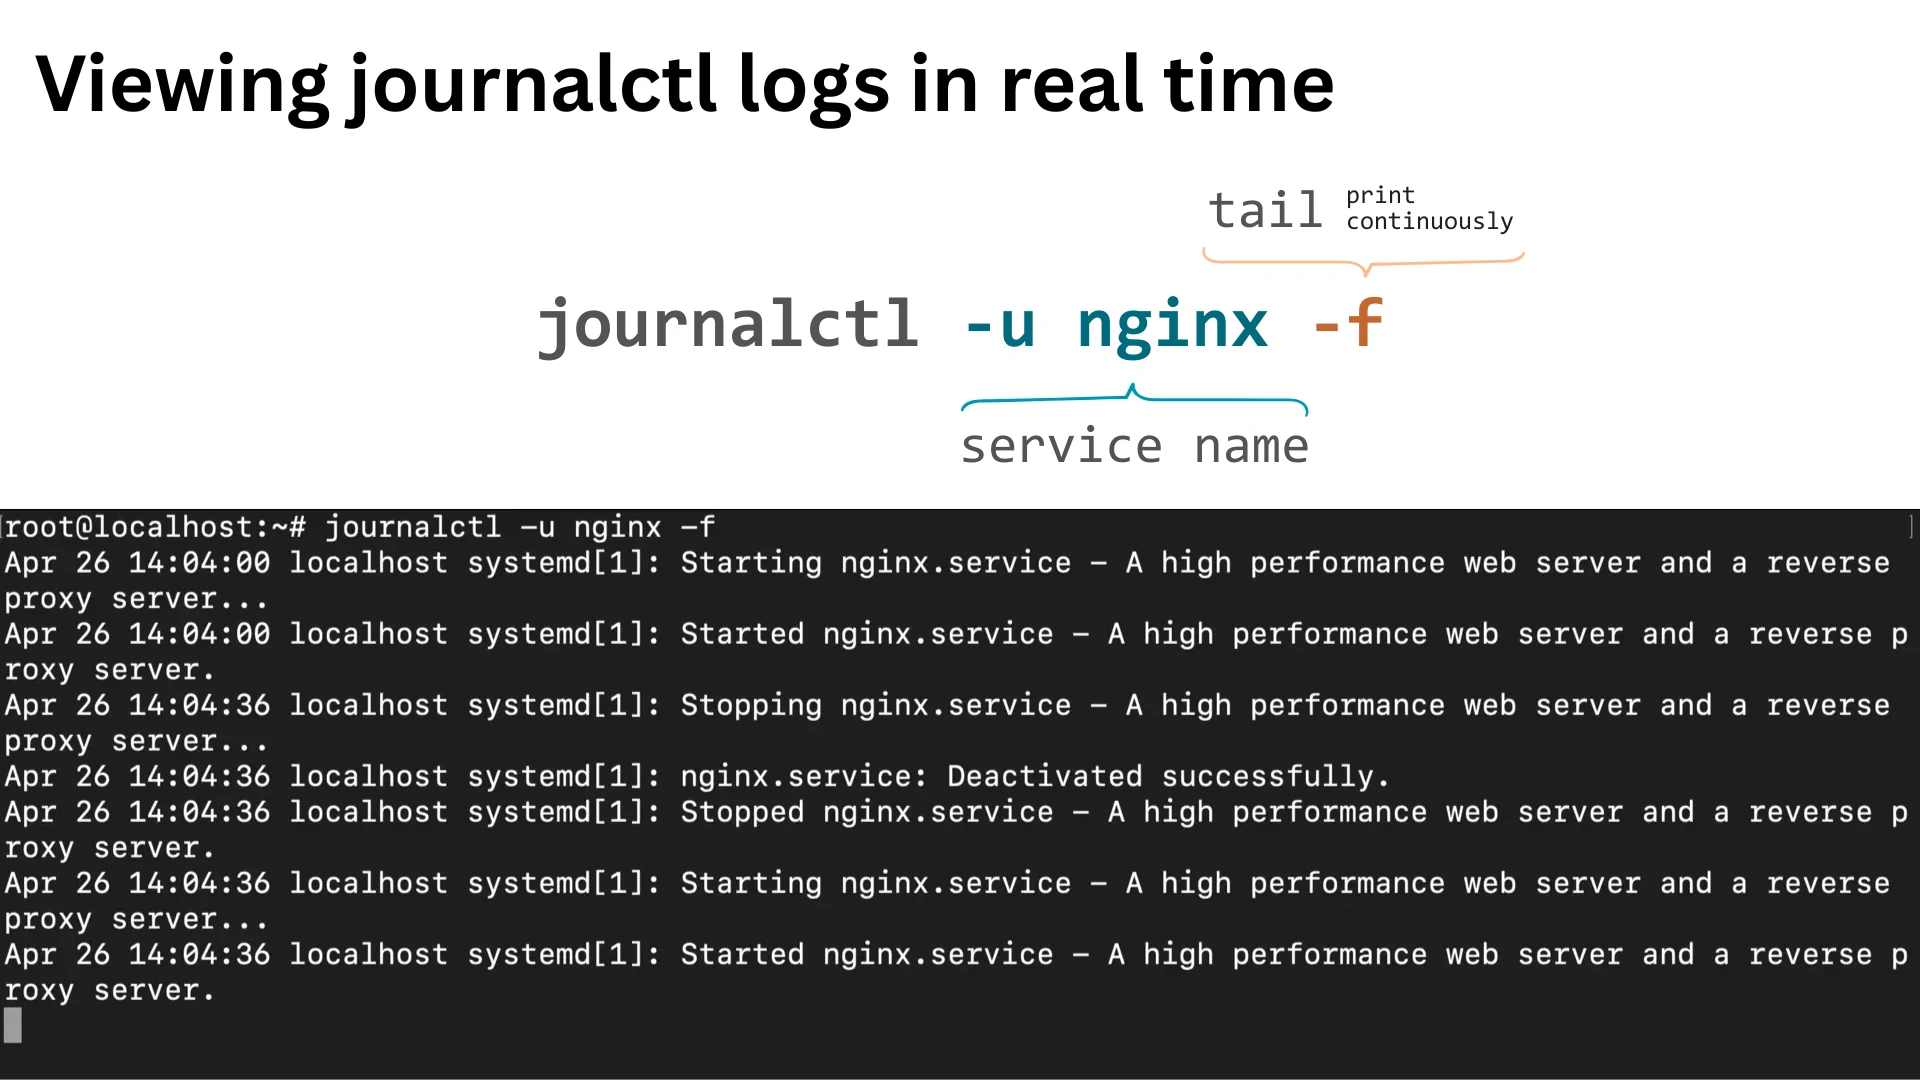 Viewing journalctl logs in real time
tail print
continuously
journalctl -u nginx -f
service name
[root@localhost:~# journalctl -u nginx -f ]
Apr 26 14:04:00 localhost systemd[1]: Starting nginx.service - A high performance web server and a reverse
proxy server...
Apr 26 14:04:00 localhost systemd[1]: Started nginx.service - A high performance web server and a reverse p
roxy server.
Apr 26 14:04:36 localhost systemd[1]: Stopping nginx.service - A high performance web server and a reverse
proxy server...
Apr 26 14:04:36 localhost systemd[1]: nginx.service: Deactivated successfully.
Apr 26 14:04:36 localhost systemd[1]: Stopped nginx.service - A high performance web server and a reverse p
roxy server.
Apr 26 14:04:36 localhost systemd[1]: Starting nginx.service - A high performance web server and a reverse
proxy server...
Apr 26 14:04:36 localhost systemd[1]: Started nginx.service - A high performance web server and a reverse p
roxy server.